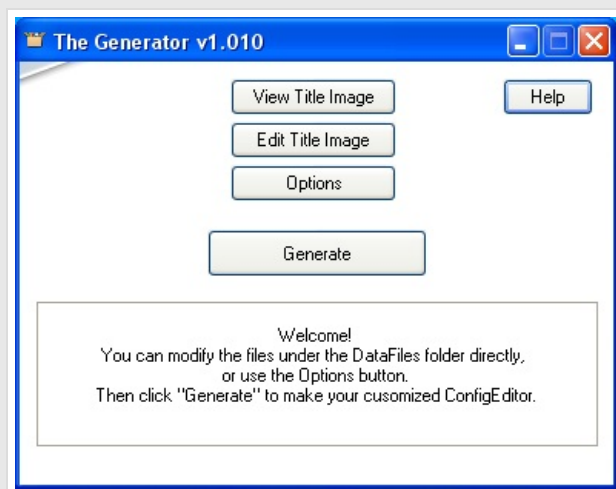 The Generator v1.010
View Title Image
Help
Edit Title Image
Options
Generate
Welcome!
You can modify the files under the DataFiles folder directly,
or use the Options button.
Then click "Generate" to make your cusomized ConfigEditor.